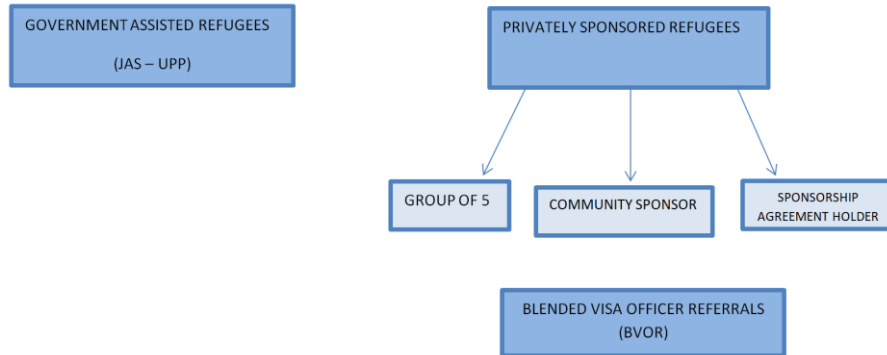 GOVERNMENT ASSISTED REFUGEES
(JAS – UPP)
PRIVATELY SPONSORED REFUGEES
GROUP OF 5
COMMUNITY SPONSOR
SPONSORSHIP
AGREEMENT HOLDER
BLENDED VISA OFFICER REFERRALS
(BVOR)